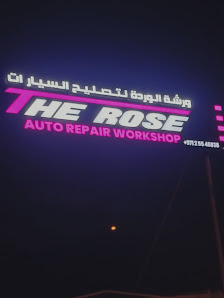 ورشة الوردة لتصليح السيارات
THE ROSE
AUTO REPAIR WORKSHOP